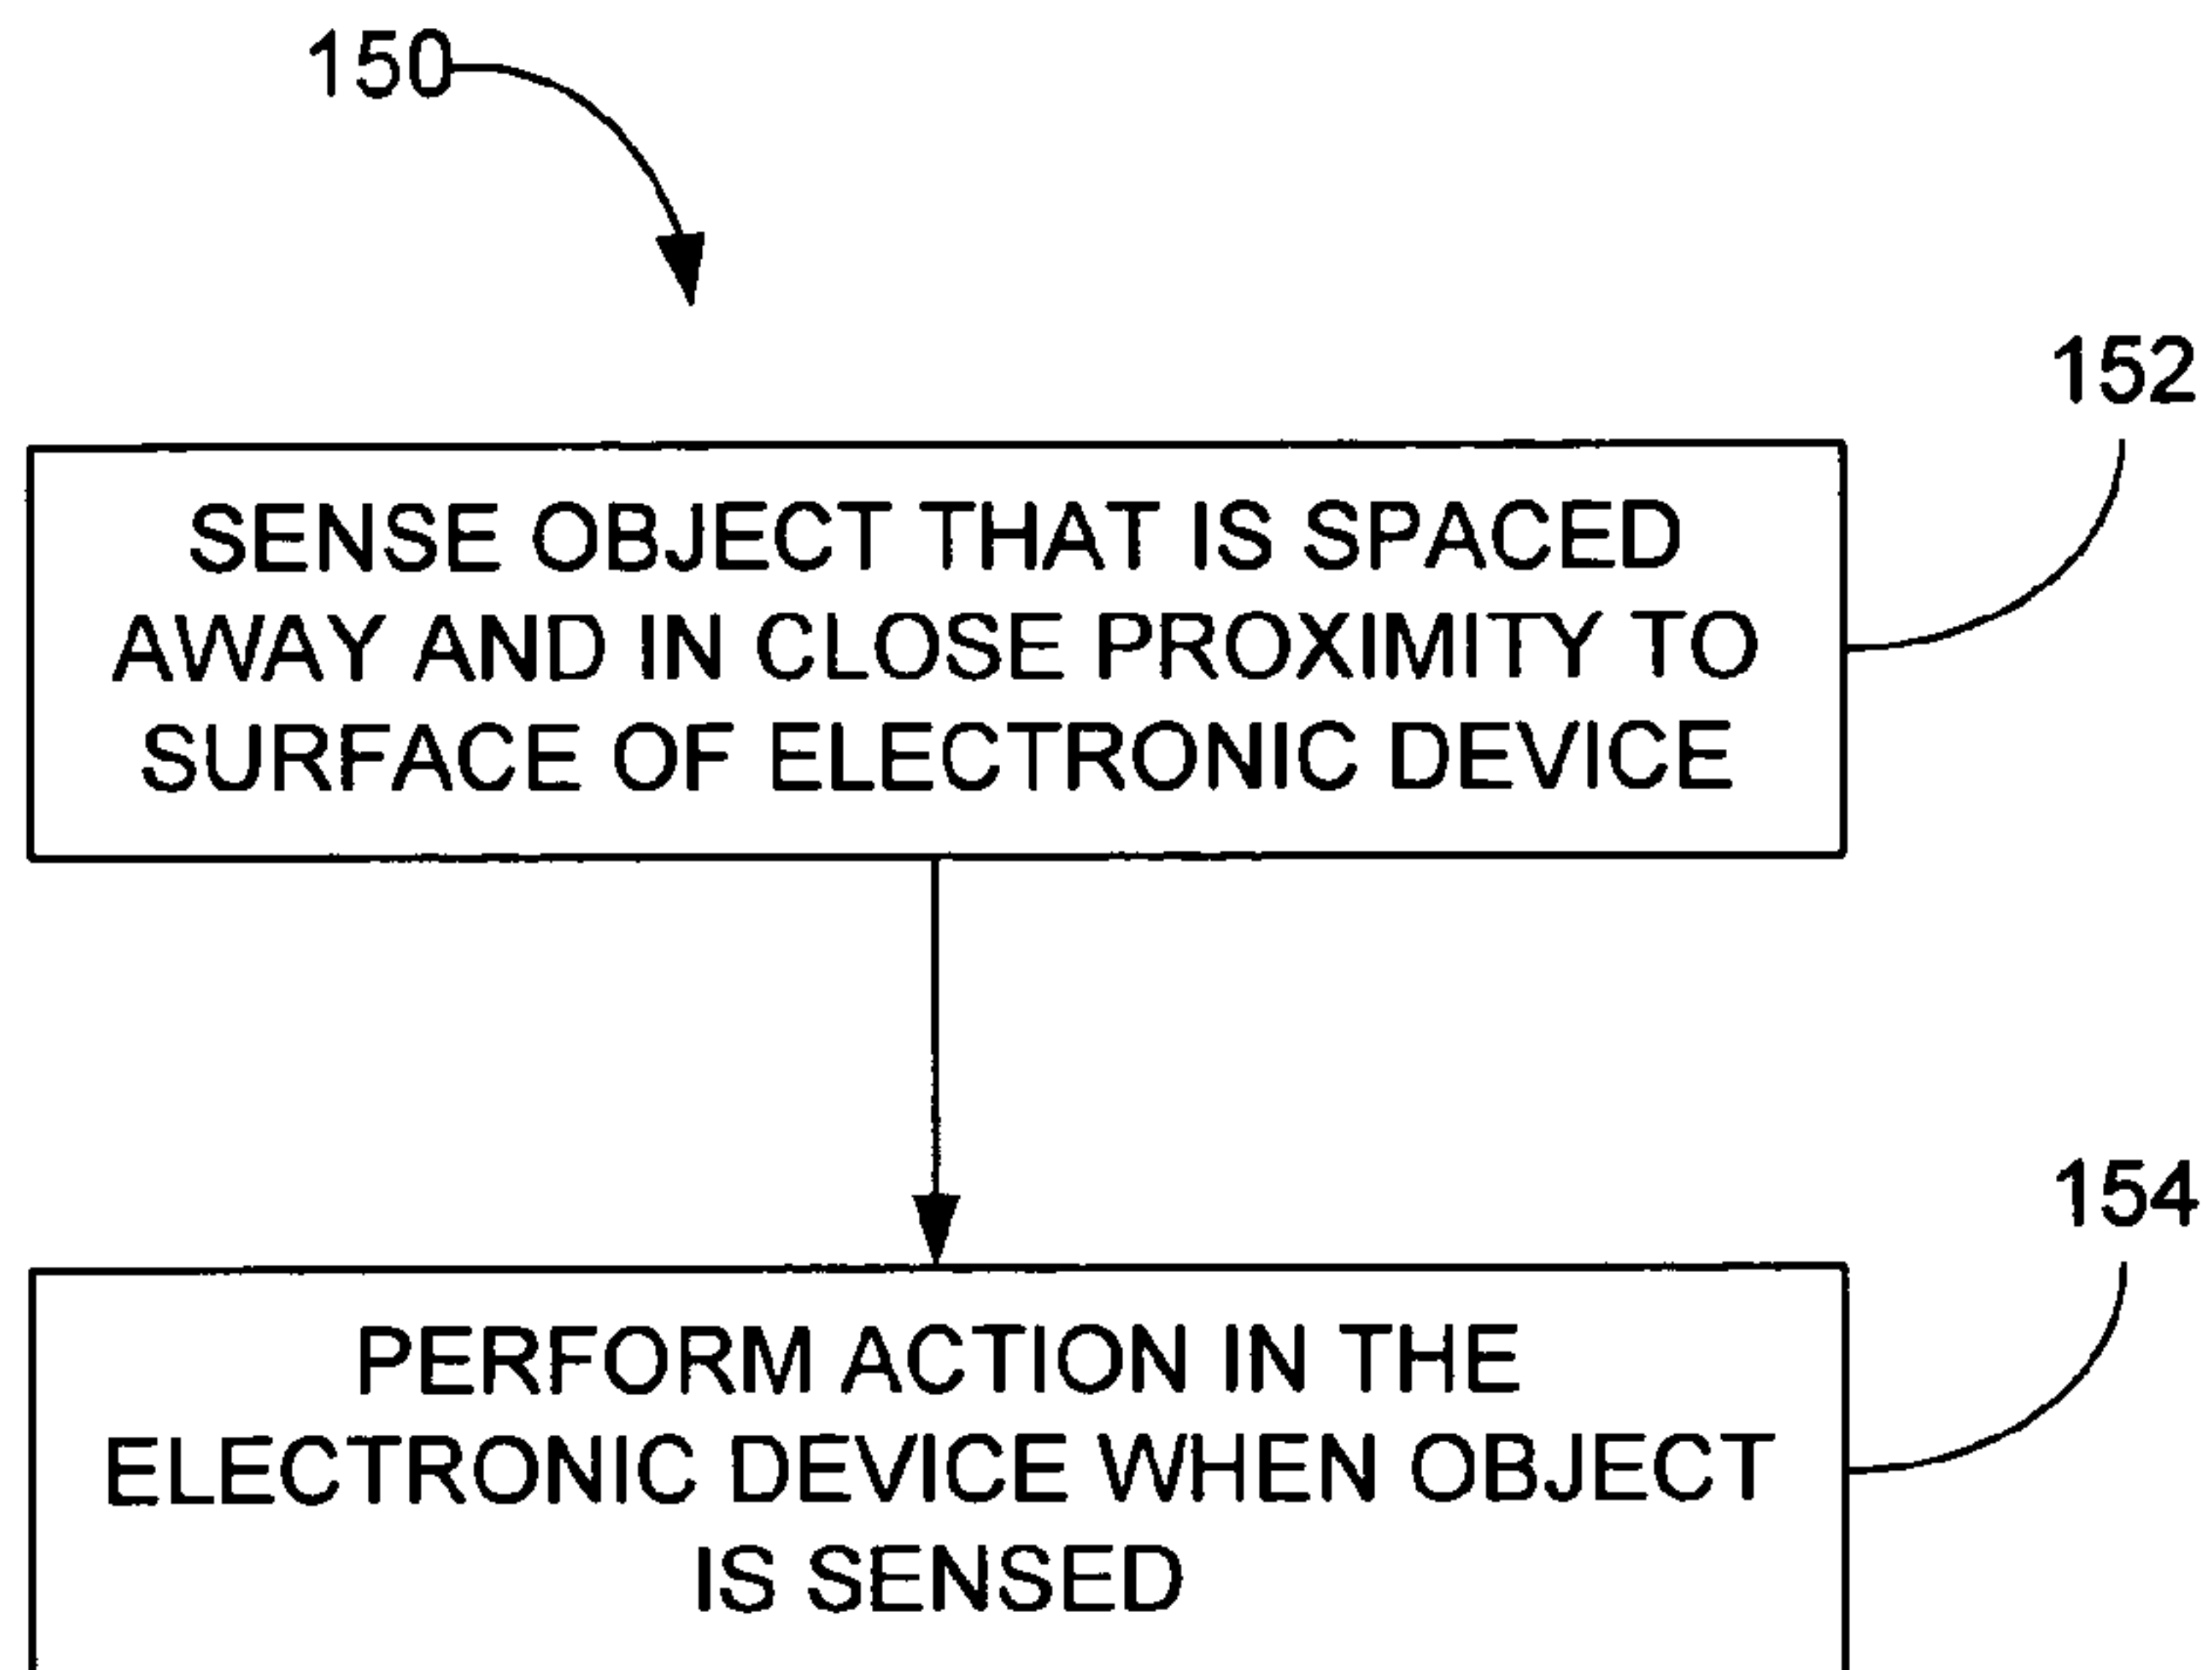 150
152
SENSE OBJECT THAT IS SPACED
AWAY AND IN CLOSE PROXIMITY TO
SURFACE OF ELECTRONIC DEVICE
154
PERFORM ACTION IN THE
ELECTRONIC DEVICE WHEN OBJECT
IS SENSED